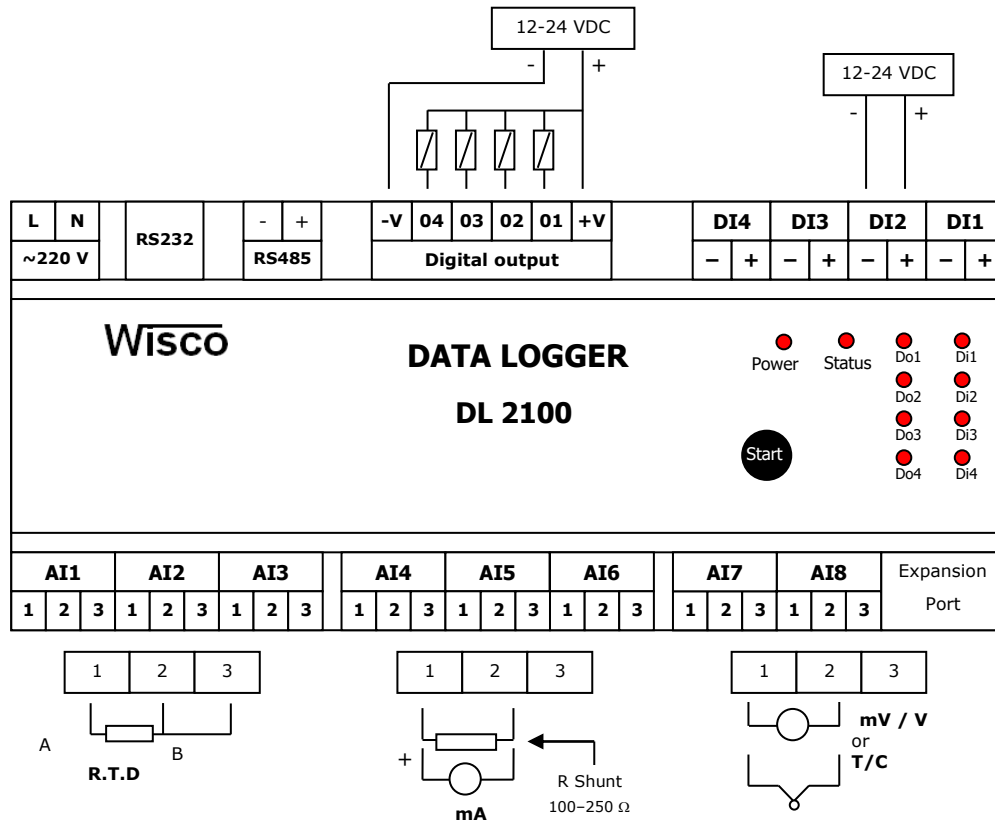 12-24 VDC
- +
12-24 VDC
- +
L N
~220 V
RS232
- +
RS485
-V 04 03 02 01 +V
Digital output
DI4 DI3 DI2 DI1
− + − + − + − +
Wisco
DATA LOGGER
DL 2100
Power Status Do1 Di1
Do2 Di2
Do3 Di3
Do4 Di4
Start
AI1 AI2 AI3 AI4 AI5 AI6 AI7 AI8
1 2 3 1 2 3 1 2 3 1 2 3 1 2 3 1 2 3 1 2 3 1 2 3
Expansion
Port
1 2 3
A
B
R.T.D
1 2 3
+
mA
R Shunt
100–250 Ω
1 2 3
mV / V
or
T/C